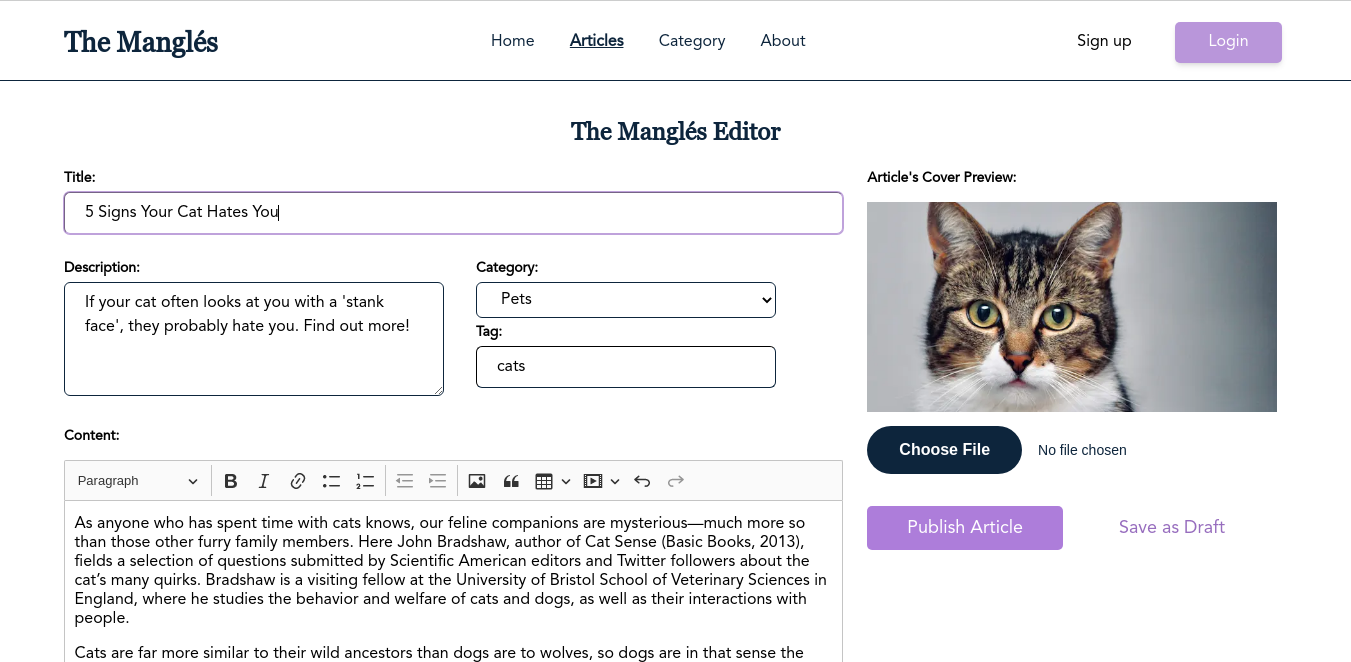 The Manglés
Home Articles Category About
Sign up Login
The Manglés Editor
Title:
5 Signs Your Cat Hates You
Description:
If your cat often looks at you with a 'stank
face', they probably hate you. Find out more!
Category:
Pets
Tag:
cats
Article's Cover Preview:
Choose File No file chosen
Publish Article Save as Draft
Content:
Paragraph
As anyone who has spent time with cats knows, our feline companions are mysterious—much more so
than those other furry family members. Here John Bradshaw, author of Cat Sense (Basic Books, 2013),
fields a selection of questions submitted by Scientific American editors and Twitter followers about the
cat’s many quirks. Bradshaw is a visiting fellow at the University of Bristol School of Veterinary Sciences in
England, where he studies the behavior and welfare of cats and dogs, as well as their interactions with
people.
Cats are far more similar to their wild ancestors than dogs are to wolves, so dogs are in that sense the